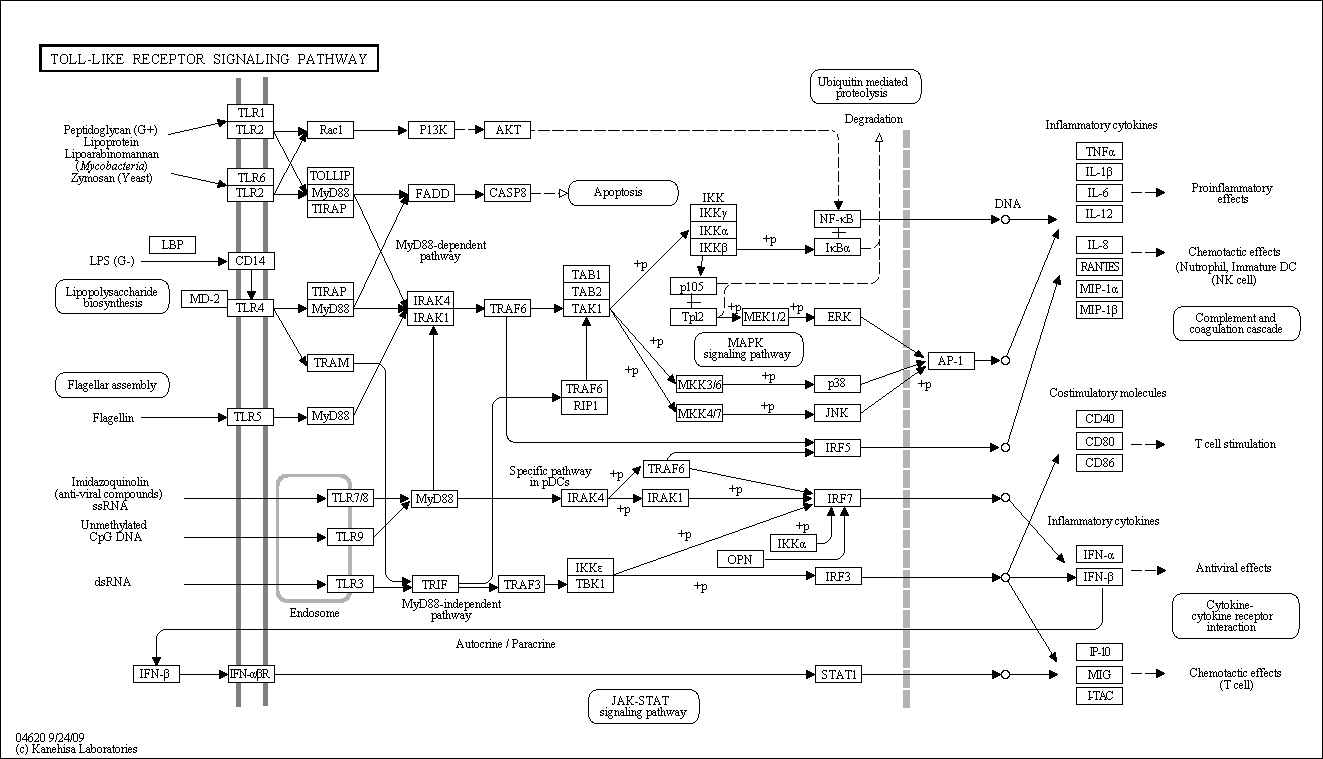 TOLL-LIKE RECEPTOR SIGNALING PATHWAY
Ubiquitin mediated
proteolysis
Degradation
Peptidoglycan (G+)
Lipoprotein
Lipoarabinomannan
(Mycobacteria)
Zymosan (Yeast)
TLR1
TLR2
TLR6
TLR2
Rac1
P13K
AKT
TOLLIP
MyD88
TIRAP
FADD
CASP8
Apoptosis
LBP
LPS (G-)
CD14
MyD88-dependent
pathway
Lipopolysaccharide
biosynthesis
MD-2
TLR4
TIRAP
MyD88
IRAK4
IRAK1
TRAF6
TAB1
TAB2
TAK1
TRAM
Flagellar assembly
Flagellin
TLR5
MyD88
TRAF6
RIP1
IKK
IKKγ
IKKα
IKKβ
+p
+p
NF-κB
IκBα
p105
Tpl2
+p
MEK1/2
+p
ERK
MAPK
signaling pathway
+p
+p
MKK3/6
+p
p38
MKK4/7
+p
JNK
AP-1
+p
IRF5
Imidazoquinolin
(anti-viral compounds)
ssRNA
Unmethylated
CpG DNA
dsRNA
TLR7/8
TLR9
TLR3
Endosome
MyD88
Specific pathway
in pDCs
IRAK4
+p
+p
TRAF6
IRAK1
+p
IRF7
+p
IKKα
OPN
+p
TRIF
MyD88-independent
pathway
TRAF3
IKKε
TBK1
+p
IRF3
Autocrine / Paracrine
IFN-β
IFN-αβR
STAT1
JAK-STAT
signaling pathway
DNA
Inflammatory cytokines
TNFα
IL-1β
IL-6
IL-12
Proinflammatory
effects
IL-8
RANTES
MIP-1α
MIP-1β
Chemotactic effects
(Nutrophil, Immature DC
(NK cell)
Complement and
coagulation cascade
Costimulatory molecules
CD40
CD80
CD86
T cell stimulation
Inflammatory cytokines
IFN-α
IFN-β
Antiviral effects
Cytokine-
cytokine receptor
interaction
IP-10
MIG
I-TAC
Chemotactic effects
(T cell)
04620 9/24/09
(c) Kanehisa Laboratories